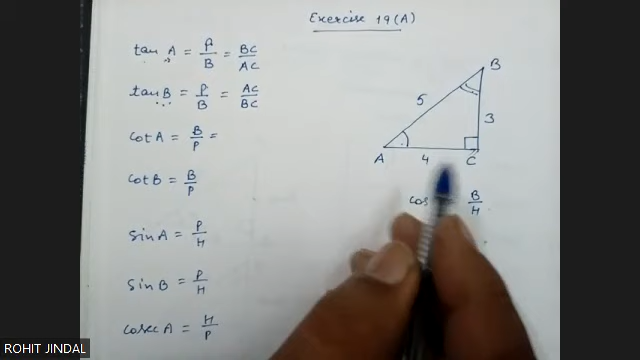 Exercise 19(A)
tan A = P/B = BC/AC
tan B = P/B = AC/BC
cot A = B/P =
cot B = B/P
sin A = P/H
sin B = P/H
cosec A = H/P
B
5
3
A
4
C
cos B/H
ROHIT JINDAL